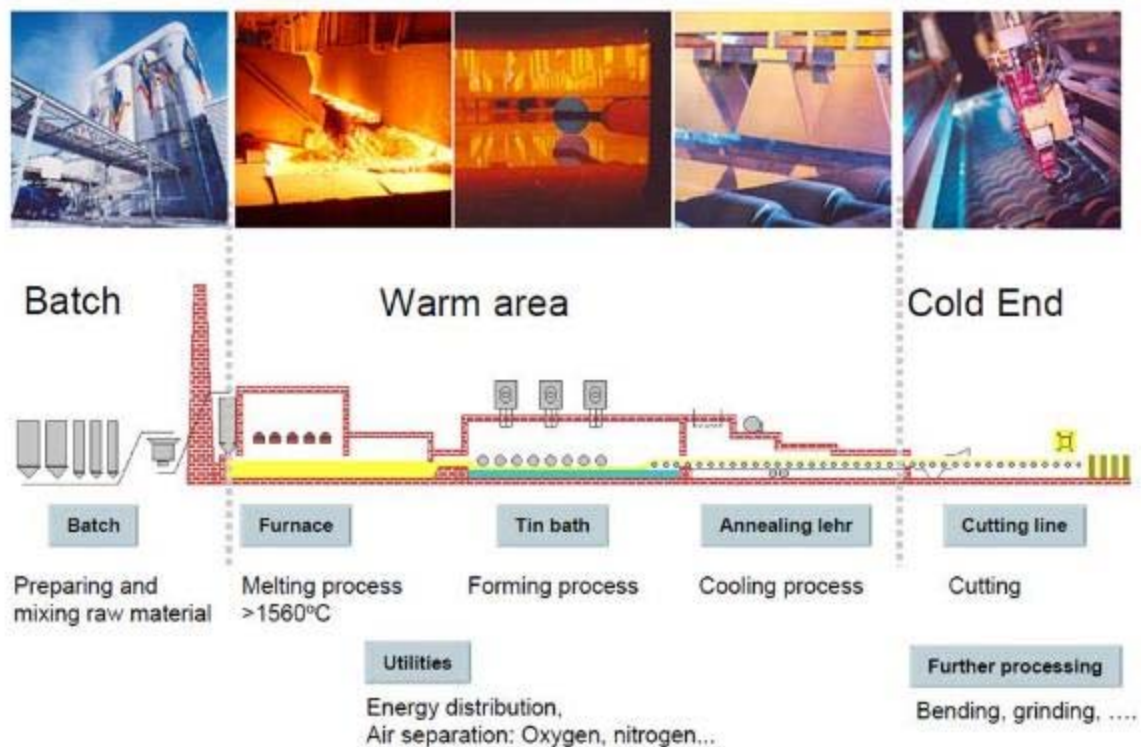 Batch
Warm area
Cold End
Batch
Furnace
Tin bath
Annealing lehr
Cutting line
Preparing and
mixing raw material
Melting process
>1560ºC
Forming process
Cooling process
Cutting
Utilities
Energy distribution,
Air separation: Oxygen, nitrogen...
Further processing
Bending, grinding, ....